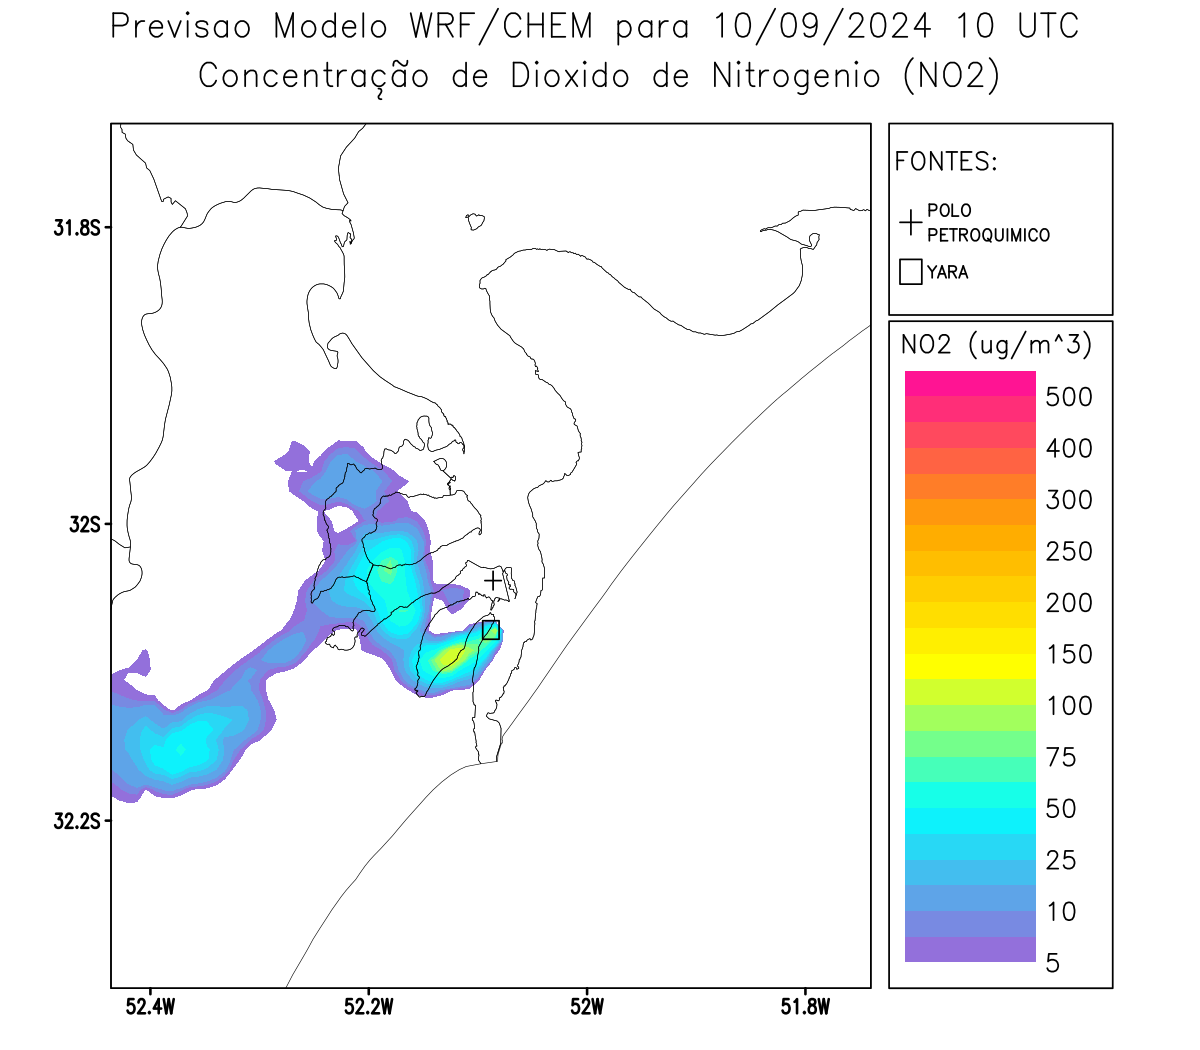 Previsao Modelo WRF/CHEM para 10/09/2024 10 UTC
Concentração de Dioxido de Nitrogenio (NO2)
FONTES:
POLO
PETROQUIMICO
YARA
NO2 (ug/m^3)
500
400
300
250
200
150
100
75
50
25
10
5
31.8S
32S
32.2S
52.4W
52.2W
52W
51.8W